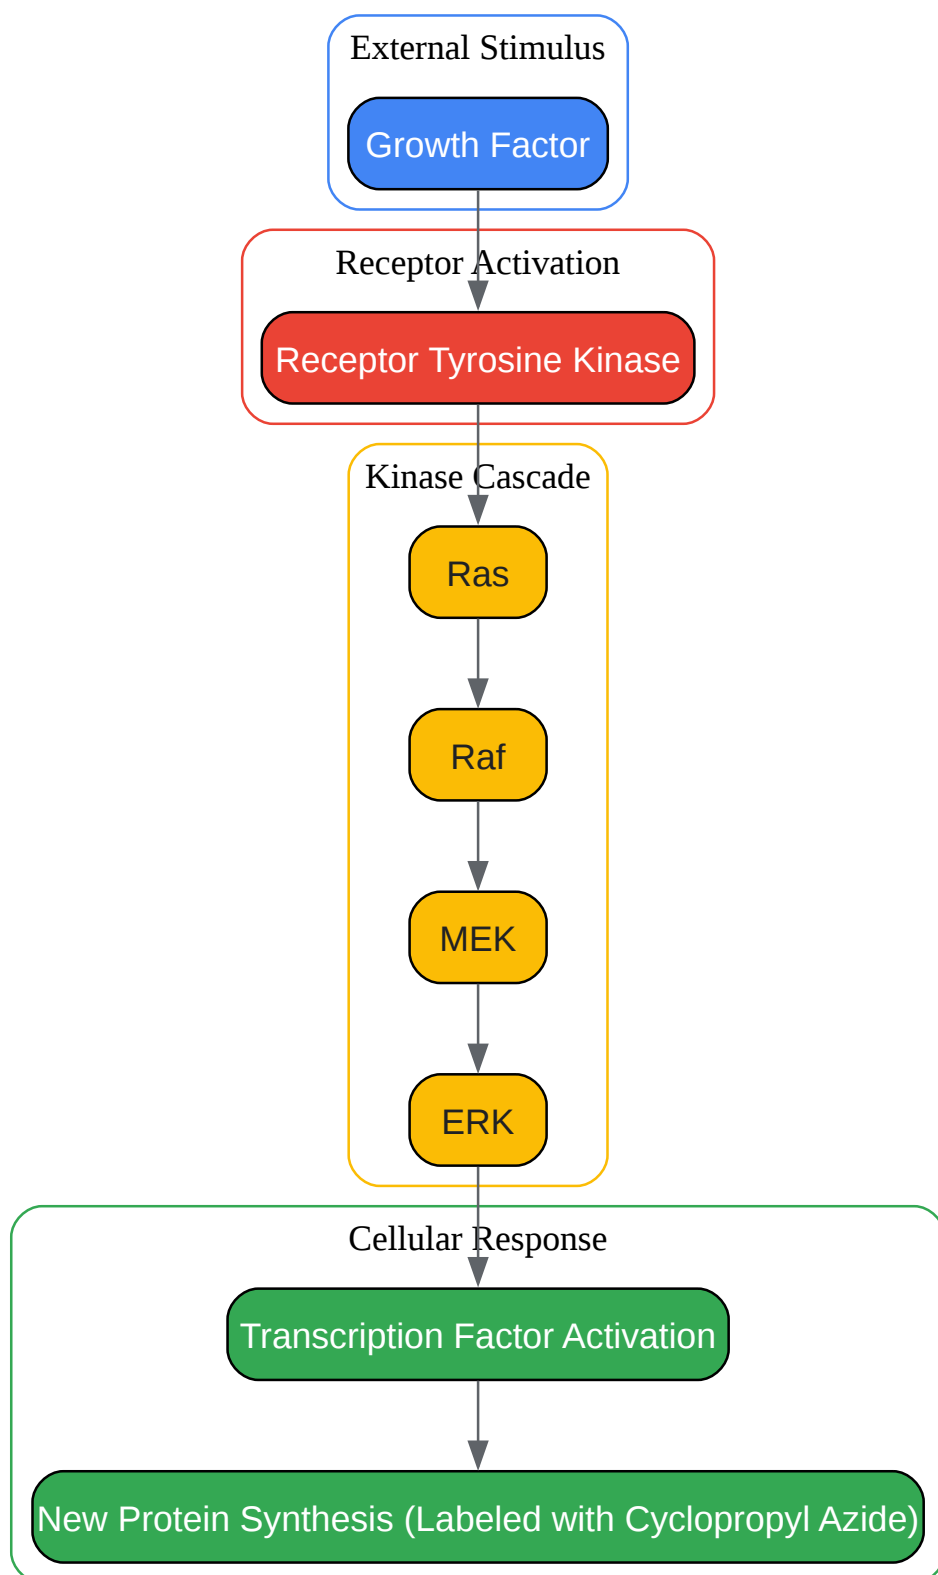 External Stimulus
Growth Factor
Receptor Activation
Receptor Tyrosine Kinase
Kinase Cascade
Ras
Raf
MEK
ERK
Cellular Response
Transcription Factor Activation
New Protein Synthesis (Labeled with Cyclopropyl Azide)